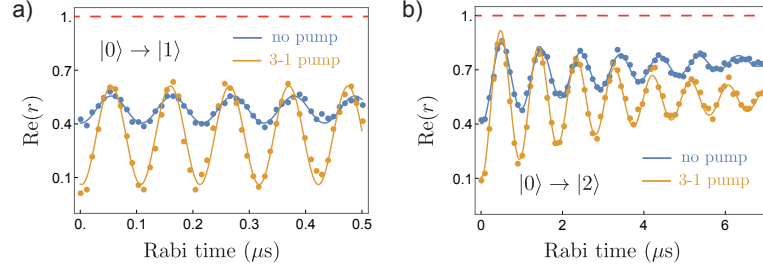 a)
|0⟩ → |1⟩
no pump
3-1 pump
Re(r)
1.
0.7
0.4
0.1
0. 0.1 0.2 0.3 0.4 0.5
Rabi time (μs)
b)
|0⟩ → |2⟩
no pump
3-1 pump
Re(r)
1.
0.7
0.4
0.1
0 2 4 6
Rabi time (μs)